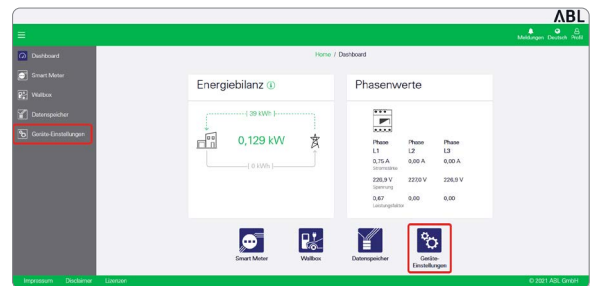 ABL
Meldungen Deutsch Profil
Dashboard
Smart Meter
Wallbox
Datenspeicher
Geräte-Einstellungen
Home / Dashboard
Energiebilanz
( 39 kWh )
0,129 kW
( 0 kWh )
Phasenwerte
Phase L1 Phase L2 Phase L3
0,75 A 0,00 A 0,00 A
Stromstärke
226,9 V 227,0 V 226,9 V
Spannung
0,67 0,00 0,00
Leistungsfaktor
Smart Meter Wallbox Datenspeicher Geräte-Einstellungen
Impressum Disclaimer Lizenzen © 2021 ABL GmbH